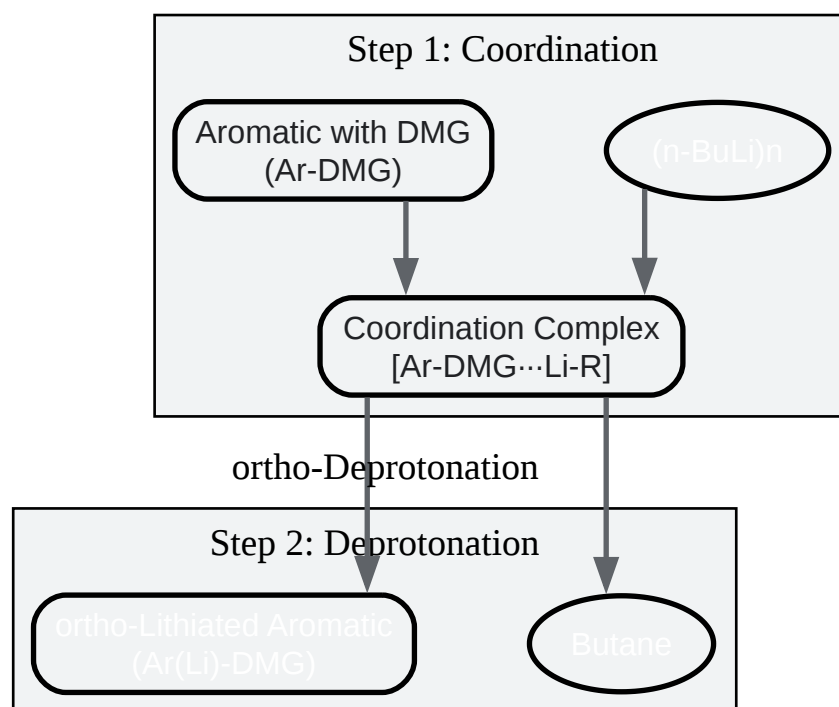 Step 1: Coordination
Aromatic with DMG
(Ar-DMG)
(n-BuLi)n
Coordination Complex
[Ar-DMG···Li-R]
ortho-Deprotonation
Step 2: Deprotonation
ortho-Lithiated Aromatic
(Ar(Li)-DMG)
Butane